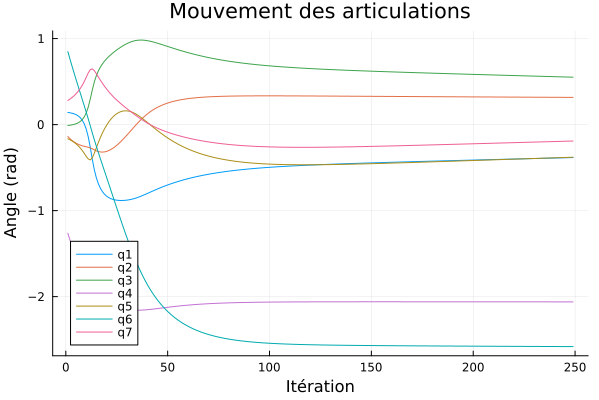 Mouvement des articulations
Angle (rad)
1
0
−1
−2
q1
q2
q3
q4
q5
q6
q7
0 50 100 150 200 250
Itération